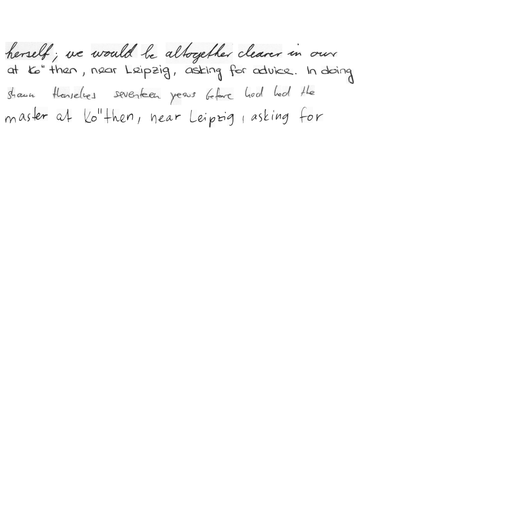 herself; we would be altogether clearer in our
at Ko"then, near Leipzig, asking for advice. In doing
shown themselves seventeen years before had had the
master at Ko"then, near Leipzig, asking for